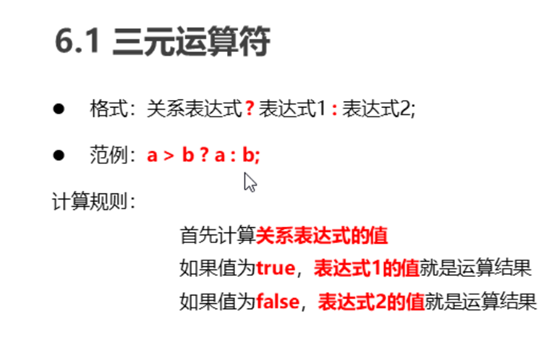 6.1 三元运算符
● 格式：关系表达式？表达式1：表达式2;
● 范例：a > b ? a : b;
计算规则：
首先计算关系表达式的值
如果值为true，表达式1的值就是运算结果
如果值为false，表达式2的值就是运算结果